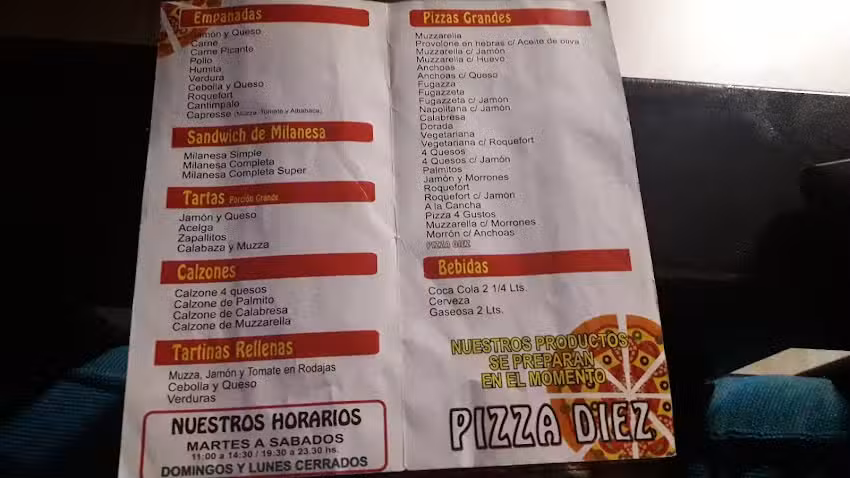 Empanadas
Jamón y Queso
Carne
Carne Picante
Pollo
Humita
Verdura
Cebolla y Queso
Roquefort
Cantimpalo
Capresse (Muzza -Tomate y Albahaca)
Sandwich de Milanesa
Milanesa Simple
Milanesa Completa
Milanesa Completa Super
Tartas Porción Grande
Jamón y Queso
Acelga
Zapallitos
Calabaza y Muzza
Calzones
Calzone 4 quesos
Calzone de Palmito
Calzone de Calabresa
Calzone de Muzzarella
Tartinas Rellenas
Muzza, Jamón y Tomate en Rodajas
Cebolla y Queso
Verduras
NUESTROS HORARIOS
MARTES A SABADOS
11:00 a 14:30 / 19:30 a 23.30 hs.
DOMINGOS Y LUNES CERRADOS
Pizzas Grandes
Muzzarella
Provolone en hebras c/ Aceite de oliva
Muzzarella c/ Jamón
Muzzarella c/ Huevo
Anchoas
Anchoas c/ Queso
Fugazza
Fugazzeta
Fugazzeta c/ Jamón
Napolitana c/ Jamón
Calabresa
Dorada
Vegetariana
Vegetariana c/ Roquefort
4 Quesos
4 Quesos c/ Jamón
Palmitos
Jamón y Morrones
Roquefort
Roquefort c/ Jamón
A la Cancha
Pizza 4 Gustos
Muzzarella c/ Morrones
Morrón c/ Anchoas
PIZZA DIEZ
Bebidas
Coca Cola 2 1/4 Lts.
Cerveza
Gaseosa 2 Lts.
NUESTROS PRODUCTOS
SE PREPARAN
EN EL MOMENTO
PIZZA DIEZ